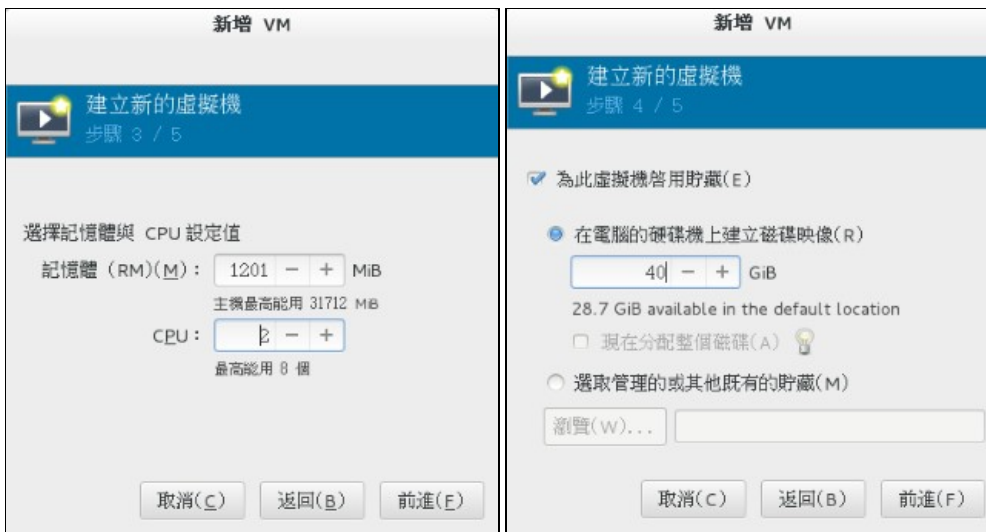 新增 VM
建立新的虛擬機
步驟 3 / 5
選擇記憶體與 CPU 設定值
記憶體 (RM)(M)： 1201 − + MiB
主機最高能用 31712 MiB
CPU： 2 − +
最高能用 8 個
取消(C) 返回(B) 前進(F)
新增 VM
建立新的虛擬機
步驟 4 / 5
為此虛擬機啓用貯藏(E)
在電腦的硬碟機上建立磁碟映像(R)
40 − + GiB
28.7 GiB available in the default location
現在分配整個磁碟(A)
選取管理的或其他既有的貯藏(M)
瀏覽(W)...
取消(C) 返回(B) 前進(F)